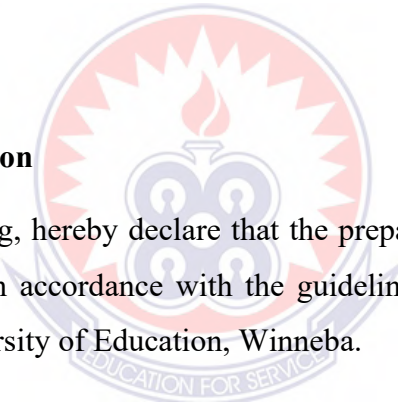 on
g, hereby declare that the prepa
n accordance with the guidelin
rsity of Education, Winneba.
EDUCATION FOR SERVICE